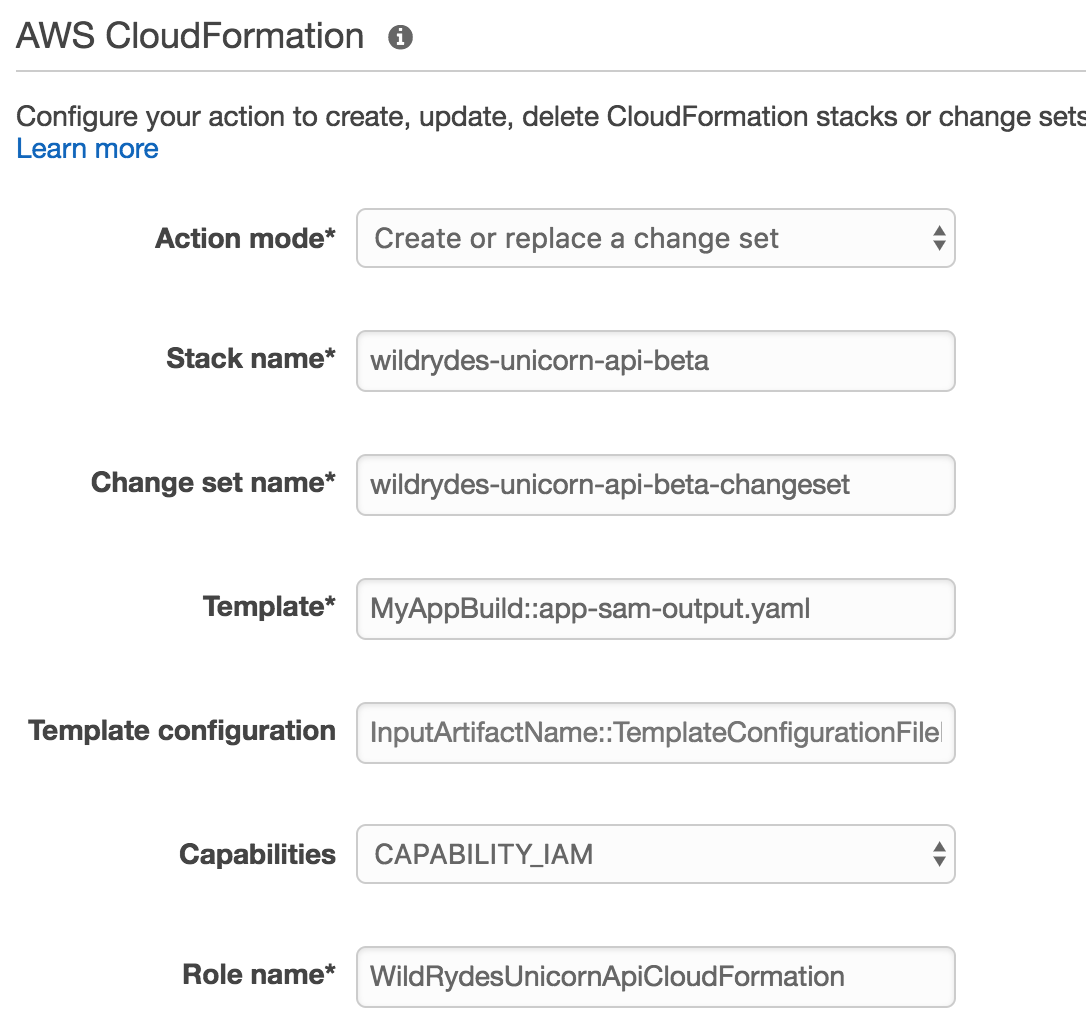 AWS CloudFormation
Configure your action to create, update, delete CloudFormation stacks or change sets
Learn more
Action mode* Create or replace a change set
Stack name* wildrydes-unicorn-api-beta
Change set name* wildrydes-unicorn-api-beta-changeset
Template* MyAppBuild::app-sam-output.yaml
Template configuration InputArtifactName::TemplateConfigurationFile
Capabilities CAPABILITY_IAM
Role name* WildRydesUnicornApiCloudFormation